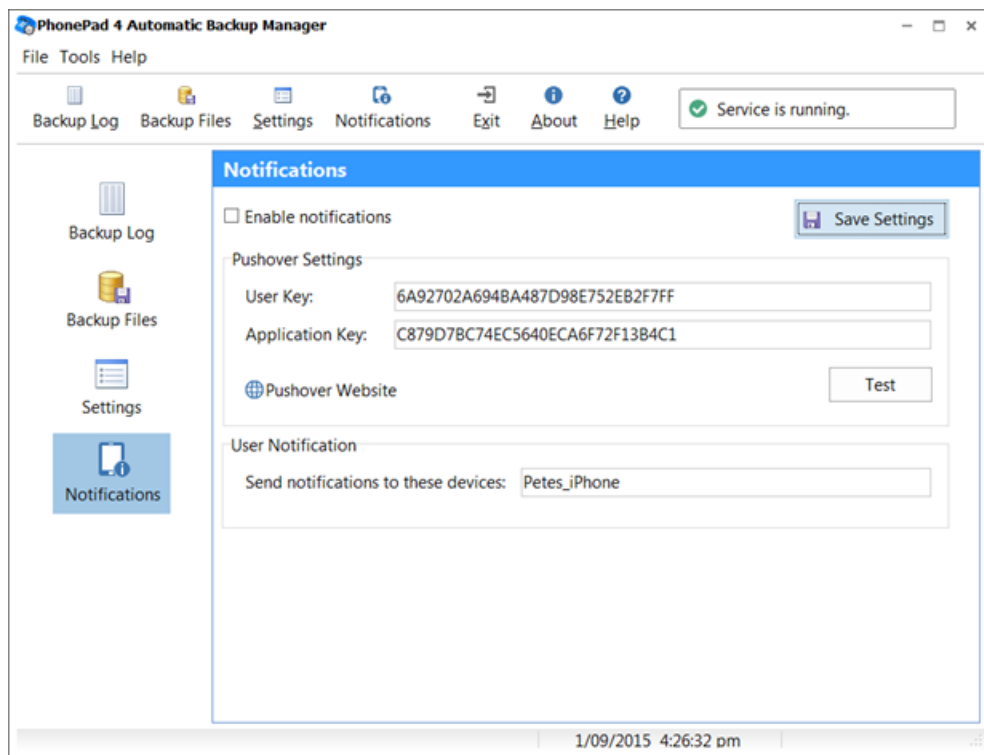 PhonePad 4 Automatic Backup Manager
File Tools Help
Backup Log Backup Files Settings Notifications Exit About Help Service is running.
Notifications
Backup Log
Backup Files
Settings
Notifications
Enable notifications Save Settings
Pushover Settings
User Key: 6A92702A694BA487D98E752EB2F7FF
Application Key: C879D7BC74EC5640ECA6F72F13B4C1
Pushover Website Test
User Notification
Send notifications to these devices: Petes_iPhone
1/09/2015 4:26:32 pm